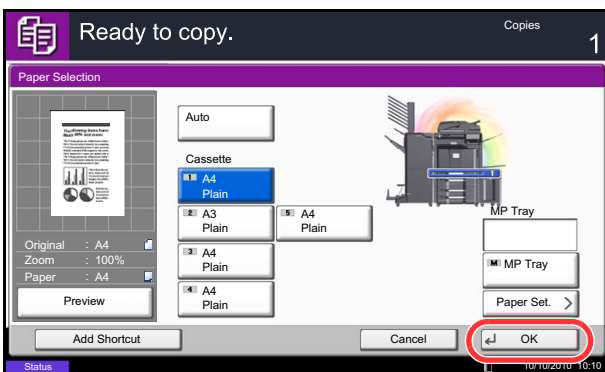 Ready to copy.
Copies
1
Paper Selection
Auto
Cassette
1 A4
Plain
2 A3
Plain
5 A4
Plain
3 A4
Plain
4 A4
Plain
1
MP Tray
M MP Tray
Paper Set.
Original : A4
Zoom : 100%
Paper : A4
Preview
Add Shortcut
Cancel
OK
Status
10/10/2010 10:10